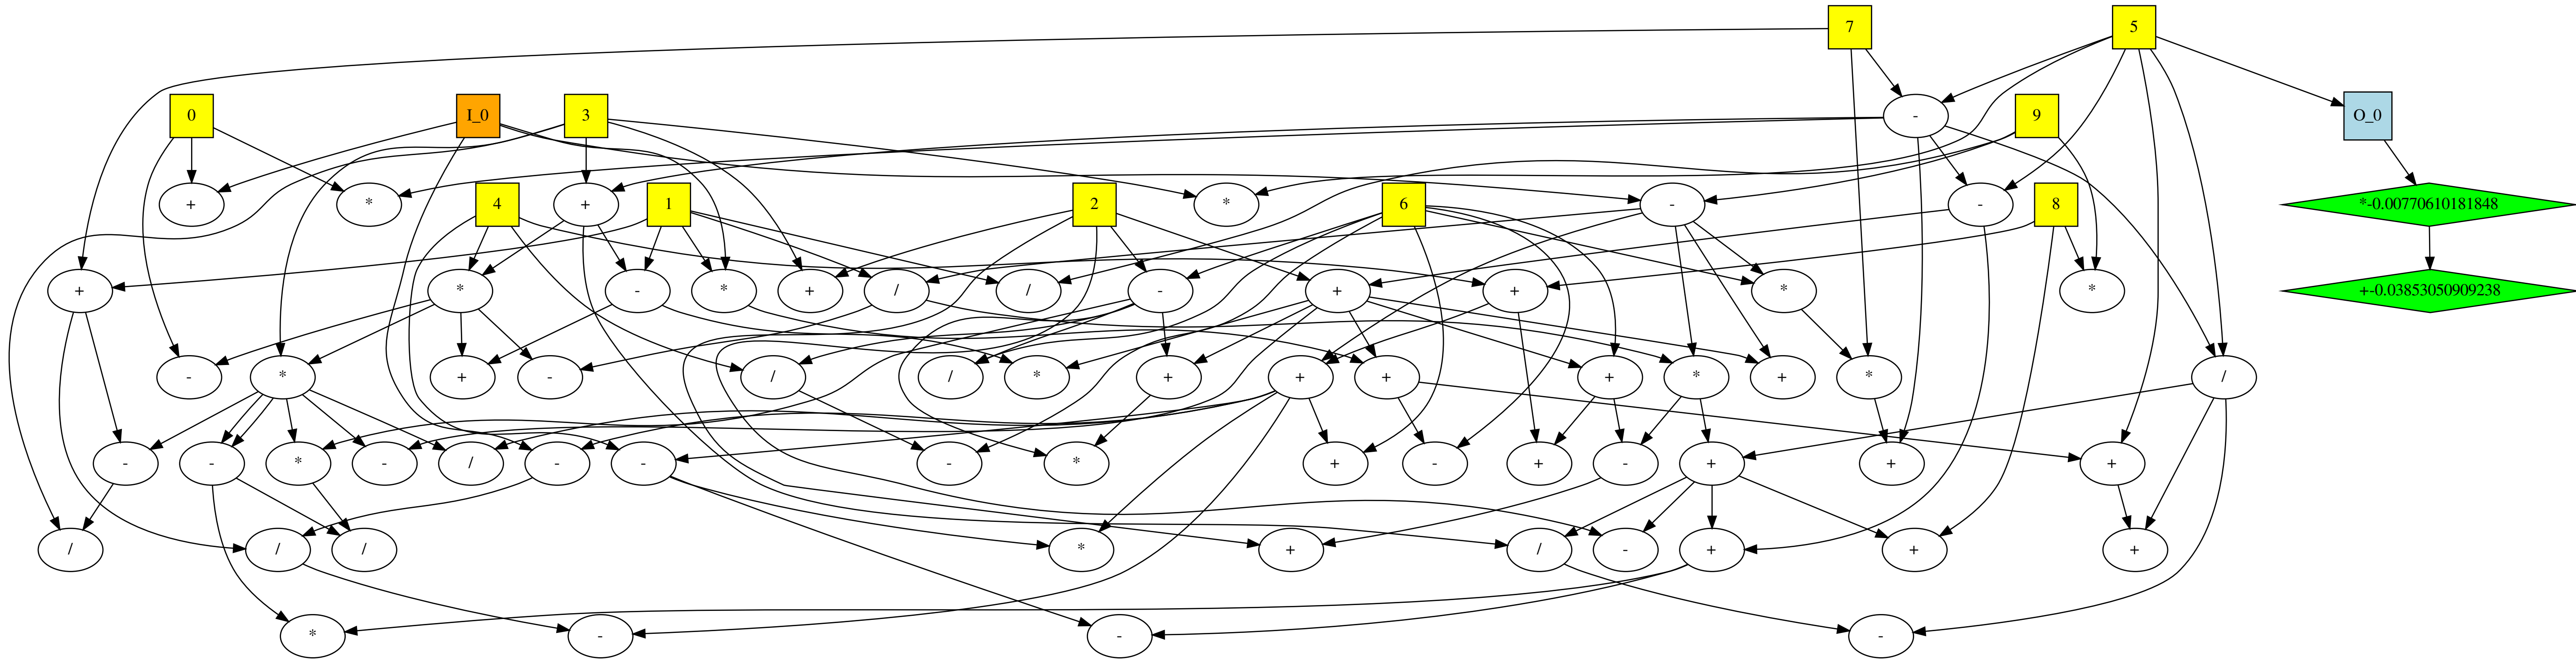 7 5
0 I_0 3 - 9 O_0
+ * + * - - *-0.00770610181848
4 1 2 6 8
+ * - * + / / - + + * * +-0.03853050909238
- * + - / / * + + + + * + * /
- - * - / - - - * + - + - + + +
/ / / * + / - + + +
* - - -